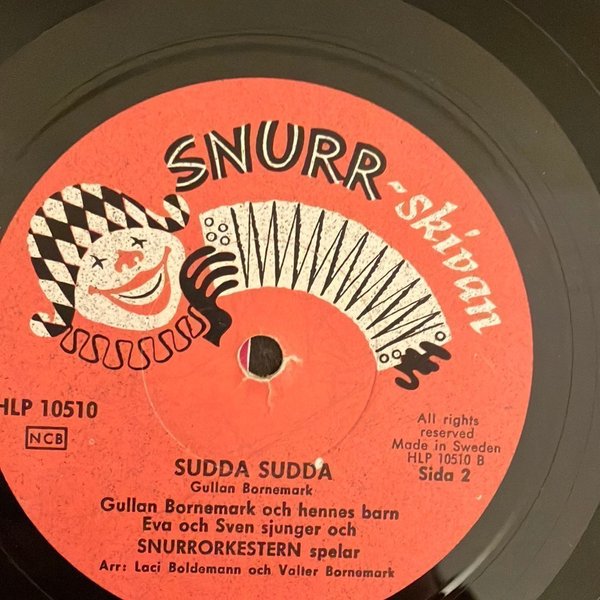 SNURR-skivan
HLP 10510
NCB
All rights
reserved
Made in Sweden
HLP 10510 B
Sida 2
SUDDA SUDDA
Gullan Bornemark
Gullan Bornemark och hennes barn
Eva och Sven sjunger och
SNURRORKESTERN spelar
Arr: Laci Boldemann och Valter Bornemark